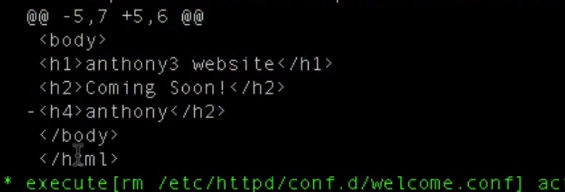 @@ -5,7 +5,6 @@
<body>
<h1>anthony3 website</h1>
<h2>Coming Soon!</h2>
-<h4>anthony</h2>
</body>
</html>
* execute[rm /etc/httpd/conf.d/welcome.conf] ac